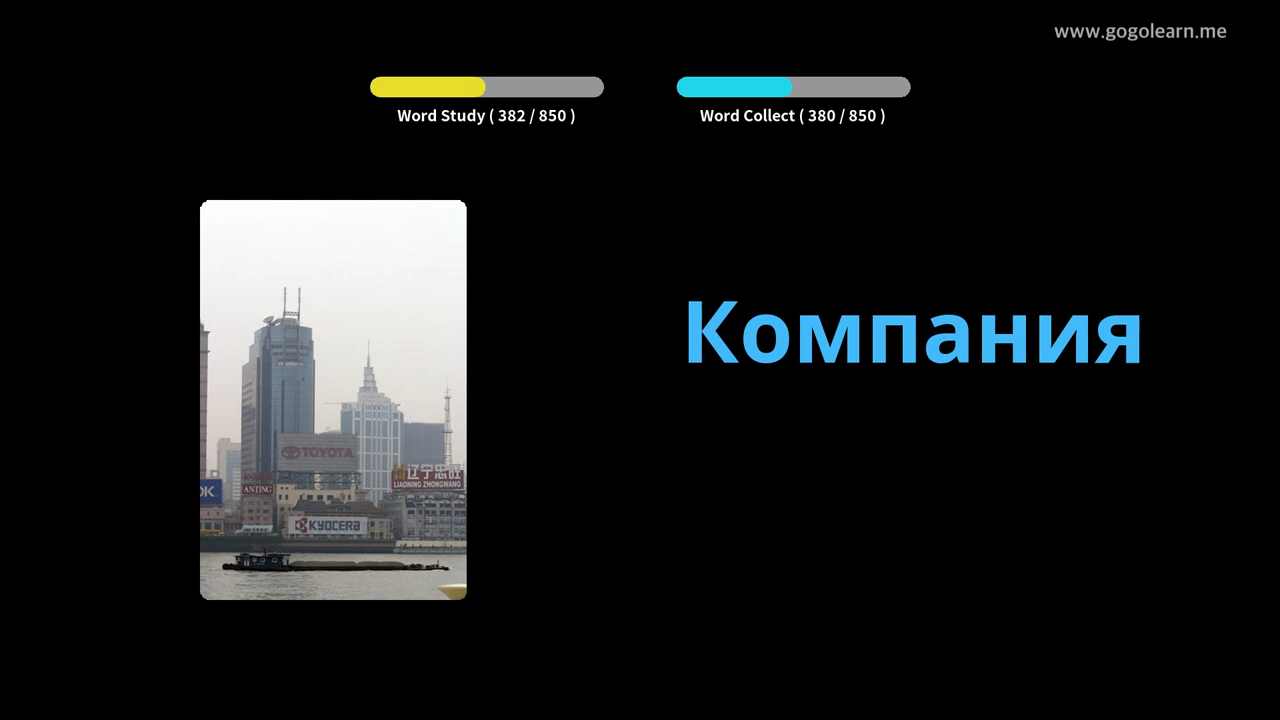 www.gogolearn.me
Word Study ( 382 / 850 )
Word Collect ( 380 / 850 )
Компания
TOYOTA
辽宁忠旺
LIAONING ZHONGWANG
OK
ANTING
KYOCERA